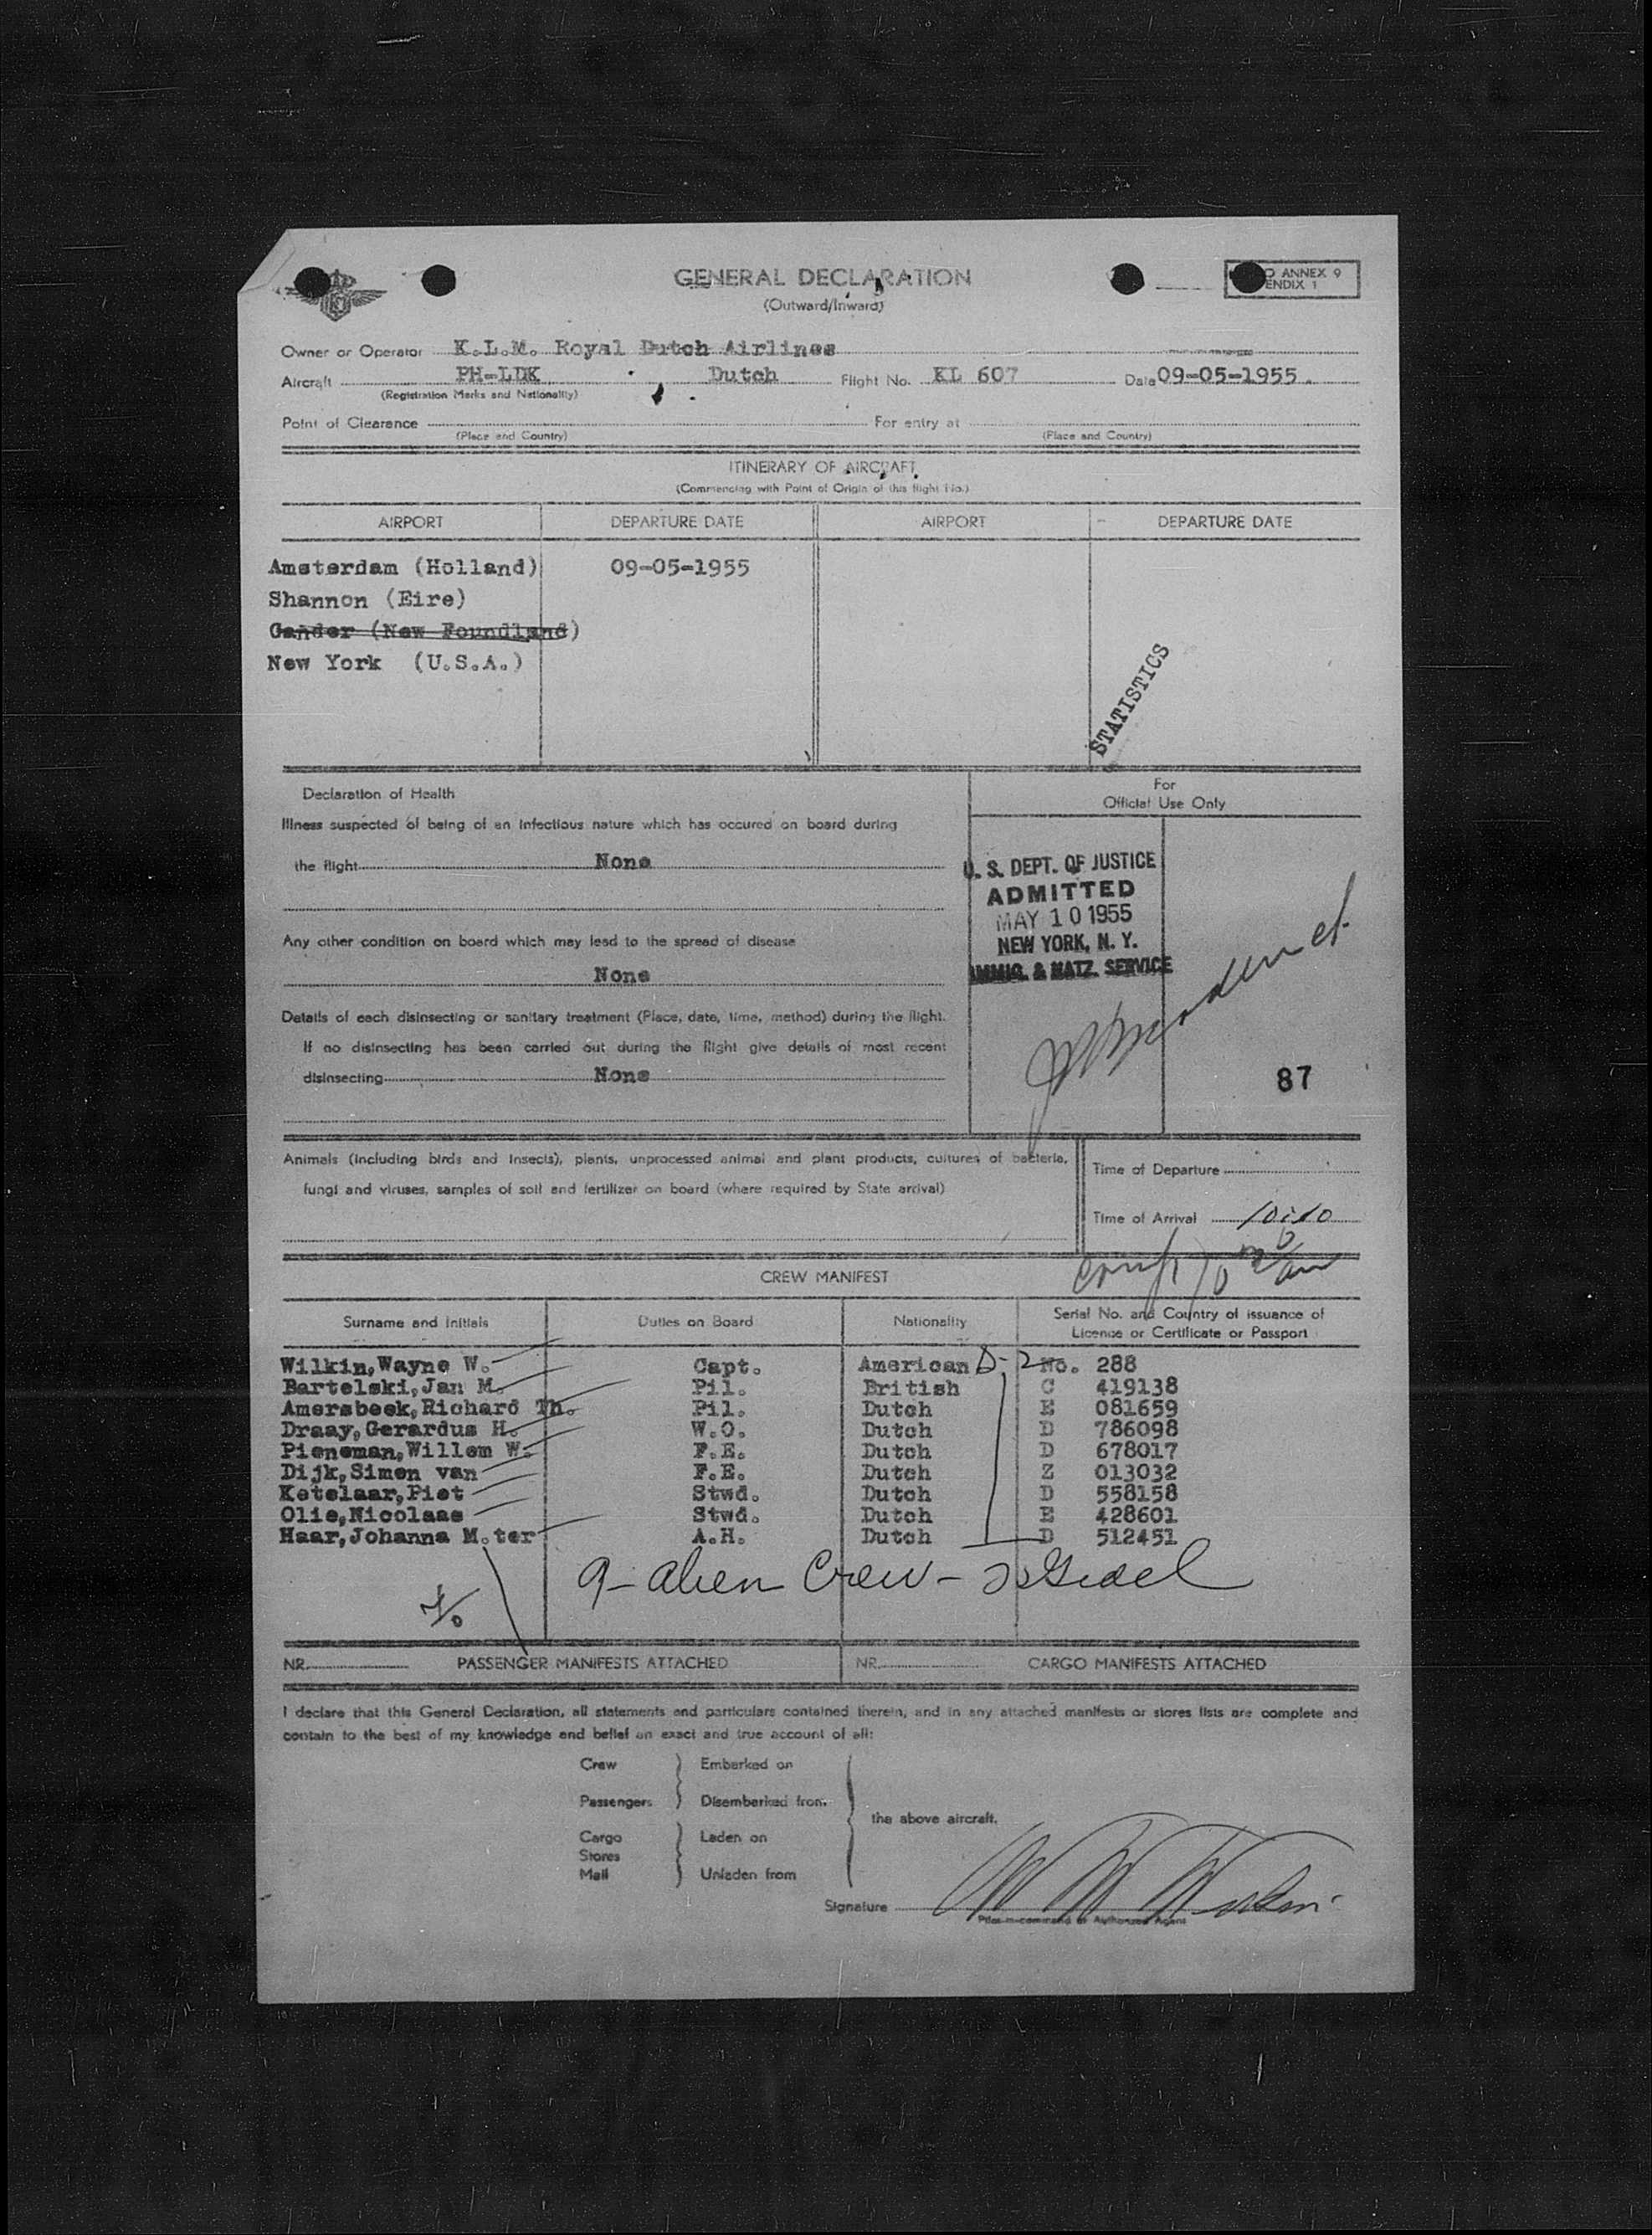 GENERAL DECLARATION
(Outward/Inward)
O ANNEX 9
ENDIX 1
Owner or Operator K.L.M. Royal Dutch Airlines
Aircraft PH-LDK Dutch Flight No. KL 607 Date 09-05-1955.
(Registration Marks and Nationality)
Point of Clearance For entry at
(Place and Country) (Place and Country)
ITINERARY OF AIRCRAFT
(Commencing with Point of Origin of this flight No.)
AIRPORT DEPARTURE DATE AIRPORT DEPARTURE DATE
Amsterdam (Holland) 09-05-1955
Shannon (Eire)
Gander (New Foundland)
New York (U.S.A.)
STATISTICS
Declaration of Health
For
Official Use Only
Illness suspected of being of an infectious nature which has occured on board during
the flight None
U. S. DEPT. OF JUSTICE
ADMITTED
MAY 10 1955
NEW YORK, N. Y.
IMMIG. & NATZ. SERVICE
Any other condition on board which may lead to the spread of disease
None
Details of each disinsecting or sanitary treatment (Place, date, time, method) during the flight.
If no disinsecting has been carried out during the flight give details of most recent
disinsecting None
87
Animals (including birds and insects), plants, unprocessed animal and plant products, cultures of bacteria,
fungi and viruses, samples of soil and fertilizer on board (where required by State arrival)
Time of Departure
Time of Arrival 10:10
CREW MANIFEST
Surname and Initials Duties on Board Nationality Serial No. and Country of issuance of
Licence or Certificate or Passport
Wilkin,Wayne W. Capt. American D-2 No. 288
Bartelski,Jan M. Pil. British C 419138
Amersbeek,Richard Th. Pil. Dutch E 081659
Draay,Gerardus H. W.O. Dutch D 786098
Pieneman,Willem W. F.E. Dutch D 678017
Dijk,Simon van F.E. Dutch Z 013032
Ketelaar,Piet Stwd. Dutch D 558158
Olie,Nicolaas Stwd. Dutch E 428601
Haar,Johanna M.ter A.H. Dutch D 512451
9- alien Crew -
NR. PASSENGER MANIFESTS ATTACHED NR. CARGO MANIFESTS ATTACHED
I declare that this General Declaration, all statements and particulars contained therein, and in any attached manifests or stores lists are complete and
contain to the best of my knowledge and belief an exact and true account of all:
Crew Embarked on
Passengers Disembarked from
the above aircraft.
Cargo Laden on
Stores
Mail Unladen from
Signature W W Wilkin
Pilot-in-command or Authorized Agent